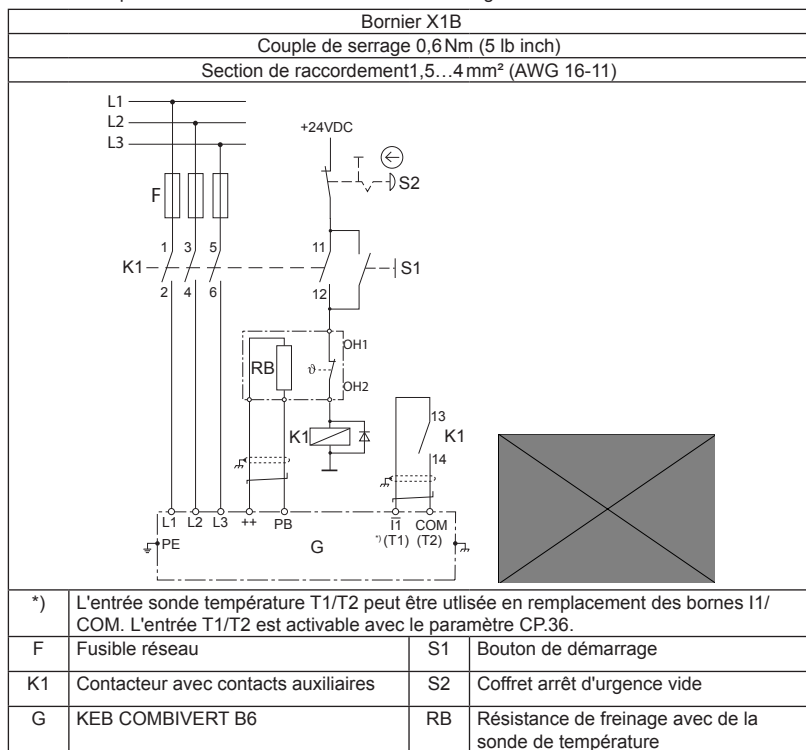 Bornier X1B
Couple de serrage 0,6 Nm (5 lb inch)
Section de raccordement1,5…4 mm² (AWG 16-11)
L1
L2
L3
+24VDC
S2
F
1 3 5
11
K1
S1
2 4 6
12
OH1
RB
ϑ
OH2
K1
13
K1
14
L1 L2 L3 ++ PB I1 COM
*) (T1) (T2)
PE
G
*) L'entrée sonde température T1/T2 peut être utlisée en remplacement des bornes I1/
COM. L'entrée T1/T2 est activable avec le paramètre CP.36.
F Fusible réseau S1 Bouton de démarrage
K1 Contacteur avec contacts auxiliaires S2 Coffret arrêt d'urgence vide
G KEB COMBIVERT B6 RB Résistance de freinage avec de la
sonde de température